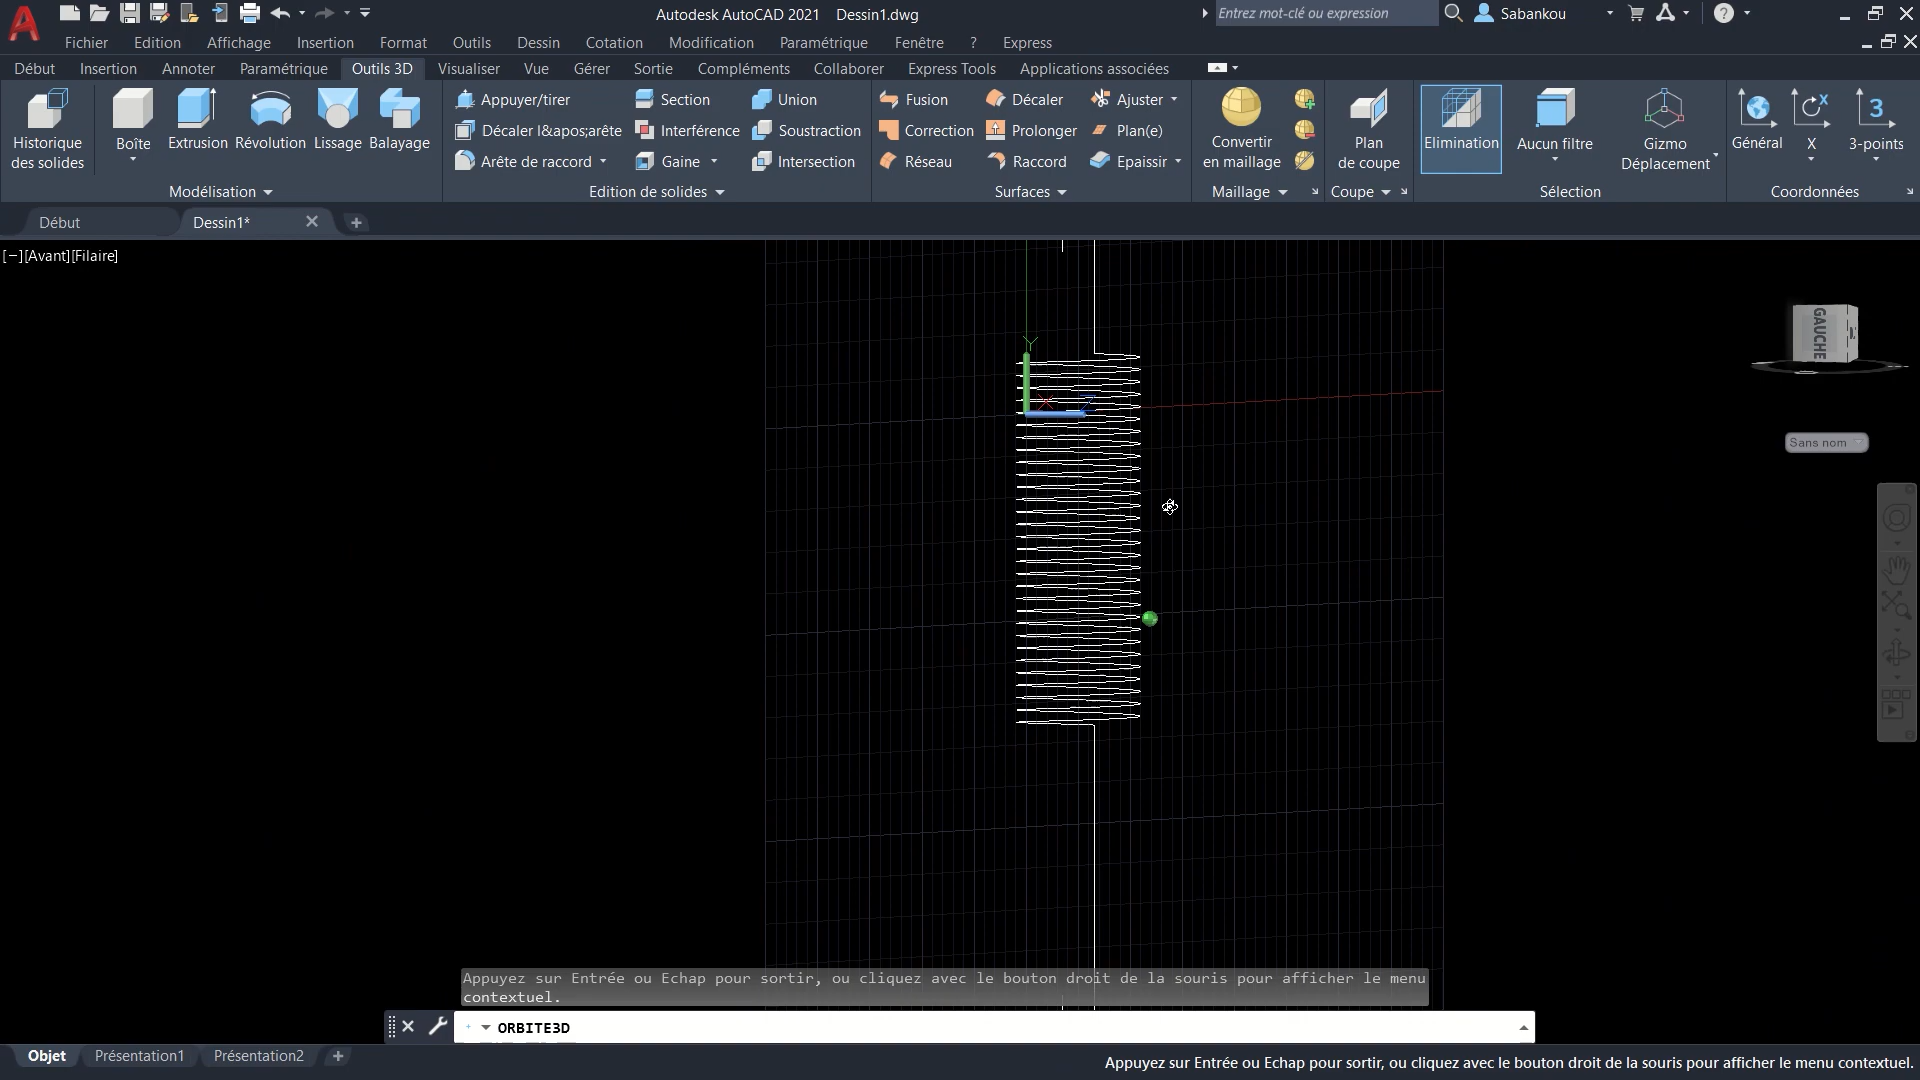 Autodesk AutoCAD 2021 Dessin1.dwg
Entrez mot-clé ou expression
Sabankou
Fichier Edition Affichage Insertion Format Outils Dessin Cotation Modification Paramétrique Fenêtre ? Express
Début Insertion Annoter Paramétrique Outils 3D Visualiser Vue Gérer Sortie Compléments Collaborer Express Tools Applications associées
Historique
des solides
Boîte
Extrusion
Révolution
Lissage
Balayage
Modélisation
Appuyer/tirer
Décaler l&apos;arête
Arête de raccord
Section
Interférence
Gaine
Union
Soustraction
Intersection
Edition de solides
Fusion
Correction
Réseau
Décaler
Prolonger
Raccord
Ajuster
Plan(e)
Epaissir
Surfaces
Convertir
en maillage
Maillage
Plan
de coupe
Coupe
Elimination
Aucun filtre
Gizmo
Déplacement
Sélection
Général
X
3-points
Coordonnées
Début
Dessin1*
[−][Avant][Filaire]
Y
X
Z
GAUCHE
Sans nom
Appuyez sur Entrée ou Echap pour sortir, ou cliquez avec le bouton droit de la souris pour afficher le menu
contextuel.
ORBITE3D
Objet Présentation1 Présentation2 +
Appuyez sur Entrée ou Echap pour sortir, ou cliquez avec le bouton droit de la souris pour afficher le menu contextuel.